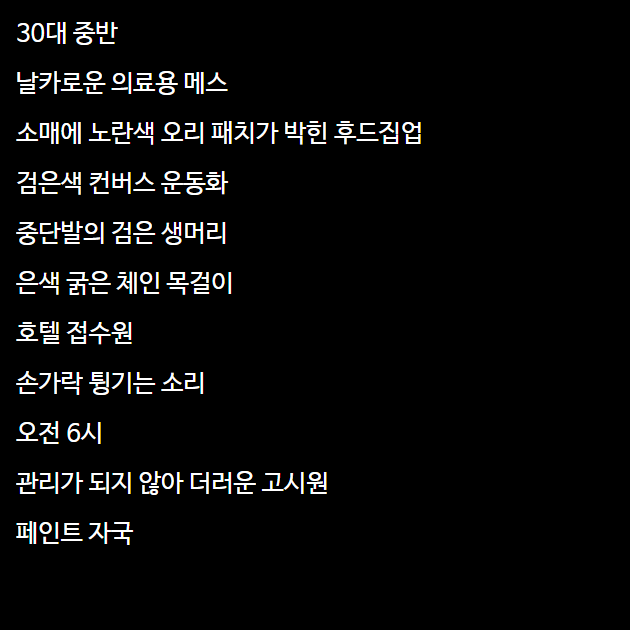 30대 중반
날카로운 의료용 메스
소매에 노란색 오리 패치가 박힌 후드집업
검은색 컨버스 운동화
중단발의 검은 생머리
은색 굵은 체인 목걸이
호텔 접수원
손가락 튕기는 소리
오전 6시
관리가 되지 않아 더러운 고시원
페인트 자국